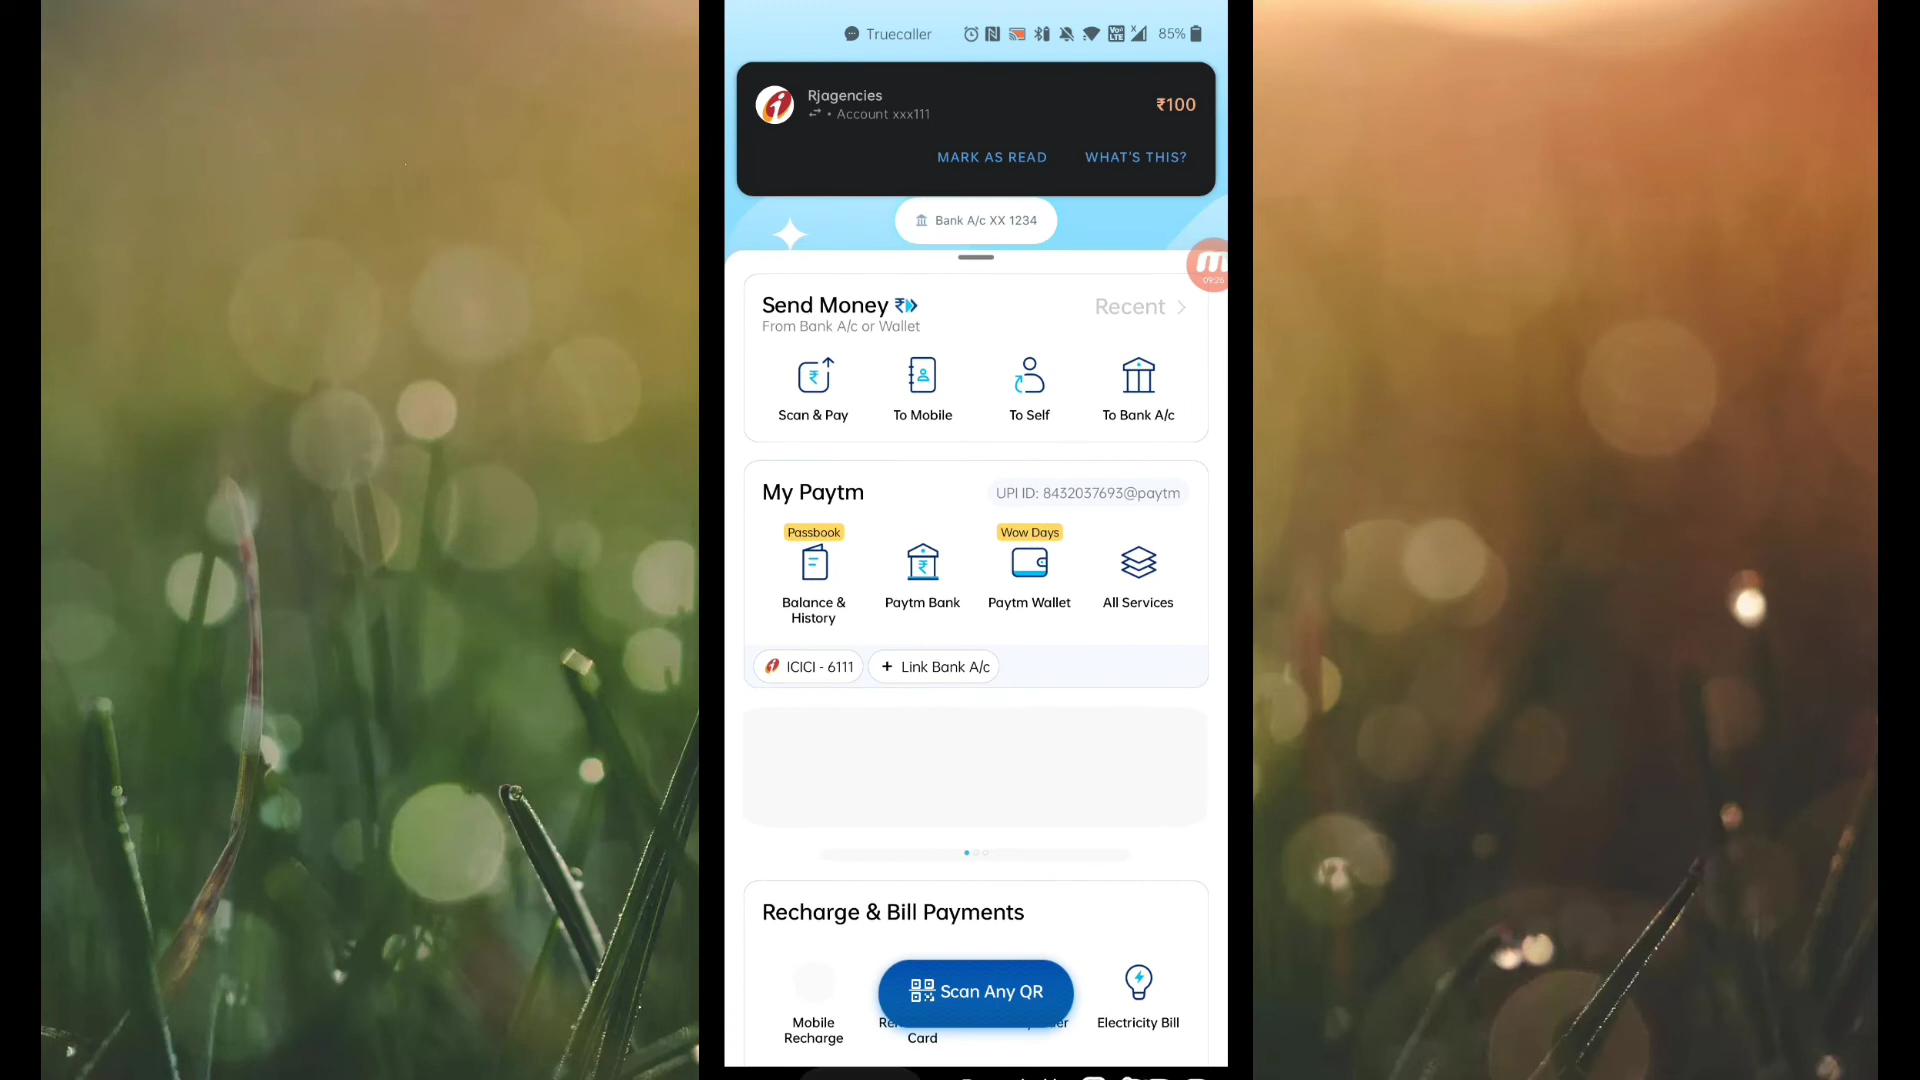 Truecaller
85%
Rjagencies
₹100
• Account xxx111
MARK AS READ
WHAT'S THIS?
Bank A/c XX 1234
09:26
Send Money
Recent
From Bank A/c or Wallet
Scan & Pay
To Mobile
To Self
To Bank A/c
My Paytm
UPI ID: 8432037693@paytm
Passbook
Wow Days
Balance &
History
Paytm Bank
Paytm Wallet
All Services
ICICI - 6111
+ Link Bank A/c
Recharge & Bill Payments
Scan Any QR
Mobile
Recharge
Card
Electricity Bill